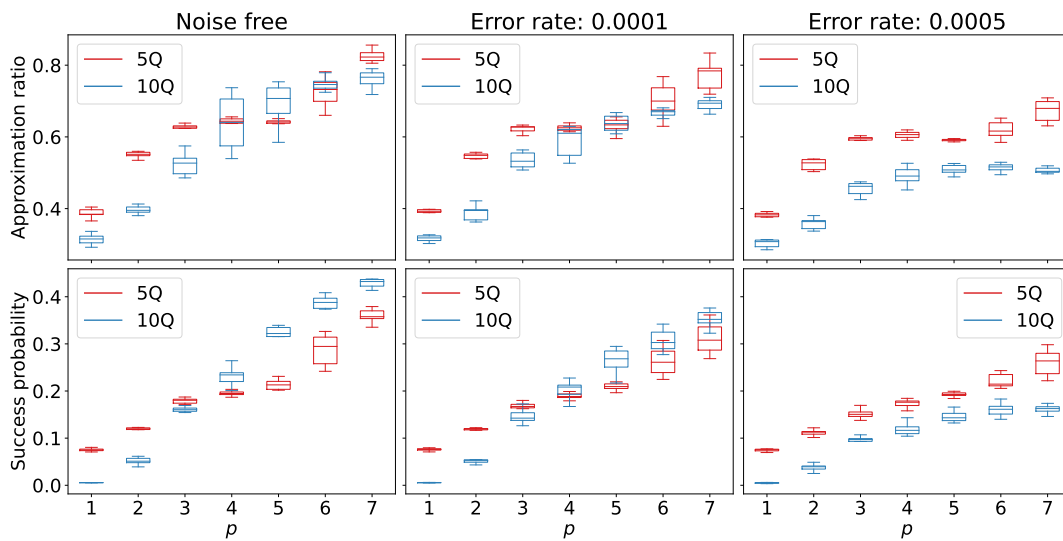 Noise free
Error rate: 0.0001
Error rate: 0.0005
Approximation ratio
0.8
0.6
0.4
5Q
10Q
5Q
10Q
5Q
10Q
Success probability
0.4
0.3
0.2
0.1
0.0
5Q
10Q
5Q
10Q
5Q
10Q
1 2 3 4 5 6 7
p
1 2 3 4 5 6 7
p
1 2 3 4 5 6 7
p